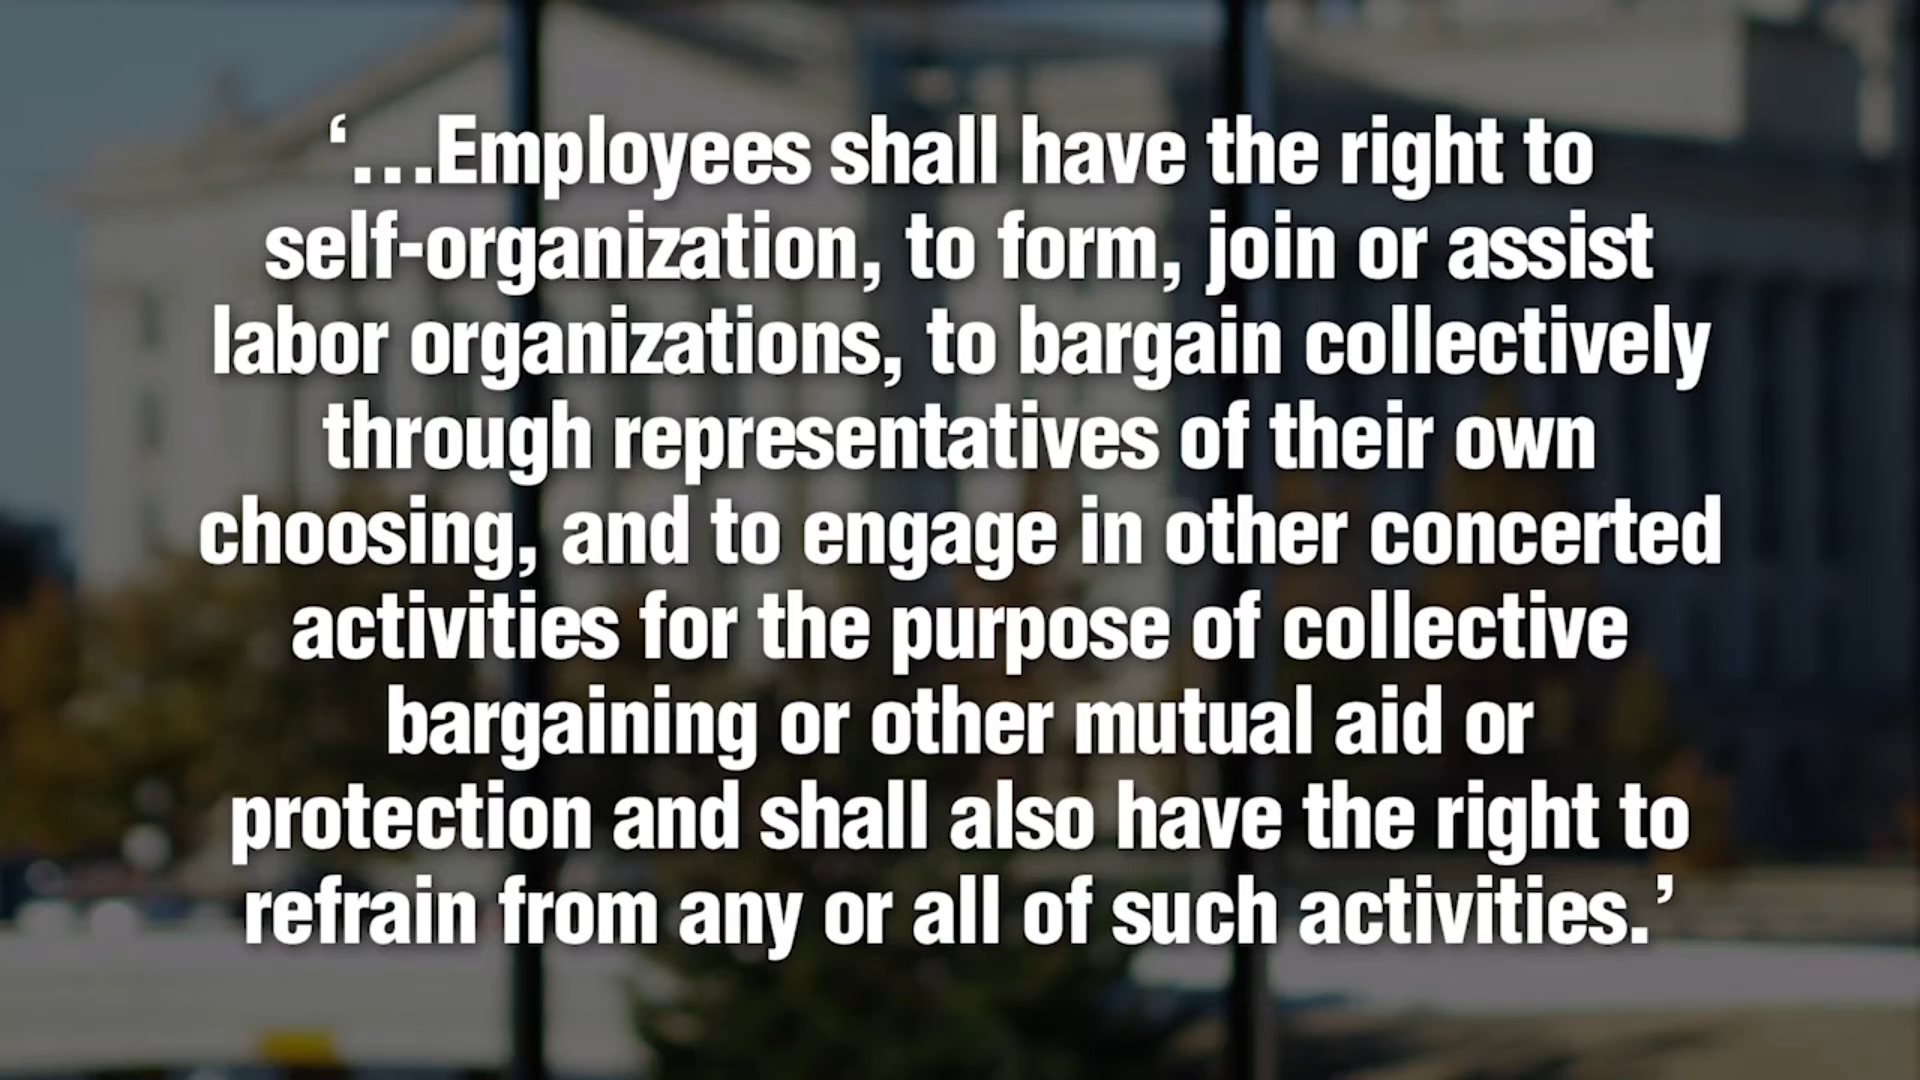 ‘...Employees shall have the right to
self-organization, to form, join or assist
labor organizations, to bargain collectively
through representatives of their own
choosing, and to engage in other concerted
activities for the purpose of collective
bargaining or other mutual aid or
protection and shall also have the right to
refrain from any or all of such activities.’